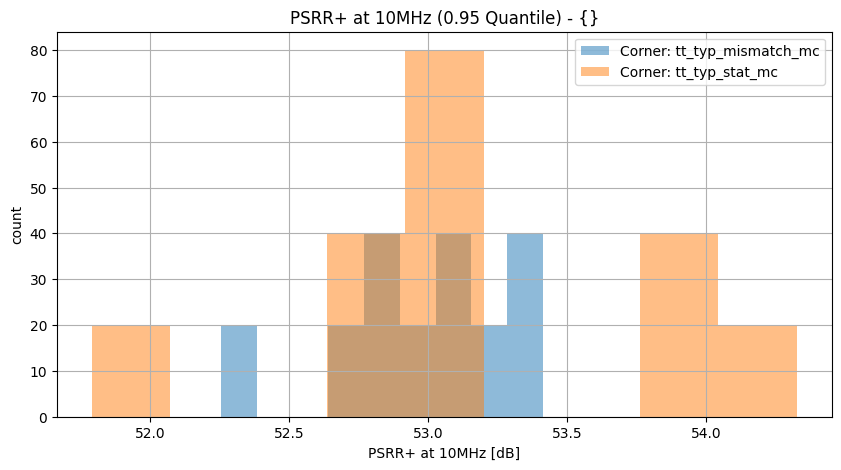 PSRR+ at 10MHz (0.95 Quantile) - {}
Corner: tt_typ_mismatch_mc
Corner: tt_typ_stat_mc
80
70
60
50
40
30
20
10
0
count
52.0 52.5 53.0 53.5 54.0
PSRR+ at 10MHz [dB]